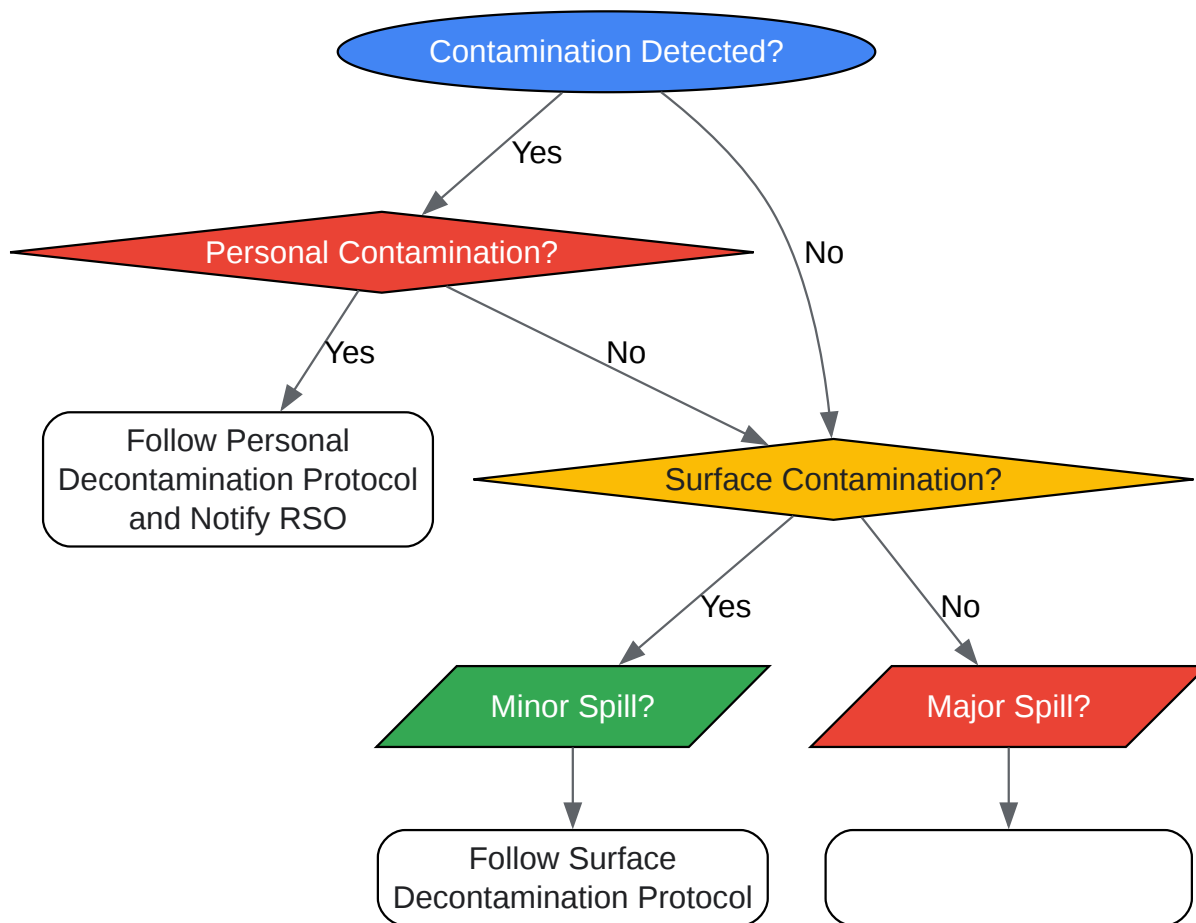 Contamination Detected?
Yes
No
Personal Contamination?
Yes
No
Follow Personal
Decontamination Protocol
and Notify RSO
Surface Contamination?
Yes
No
Minor Spill?
Major Spill?
Follow Surface
Decontamination Protocol